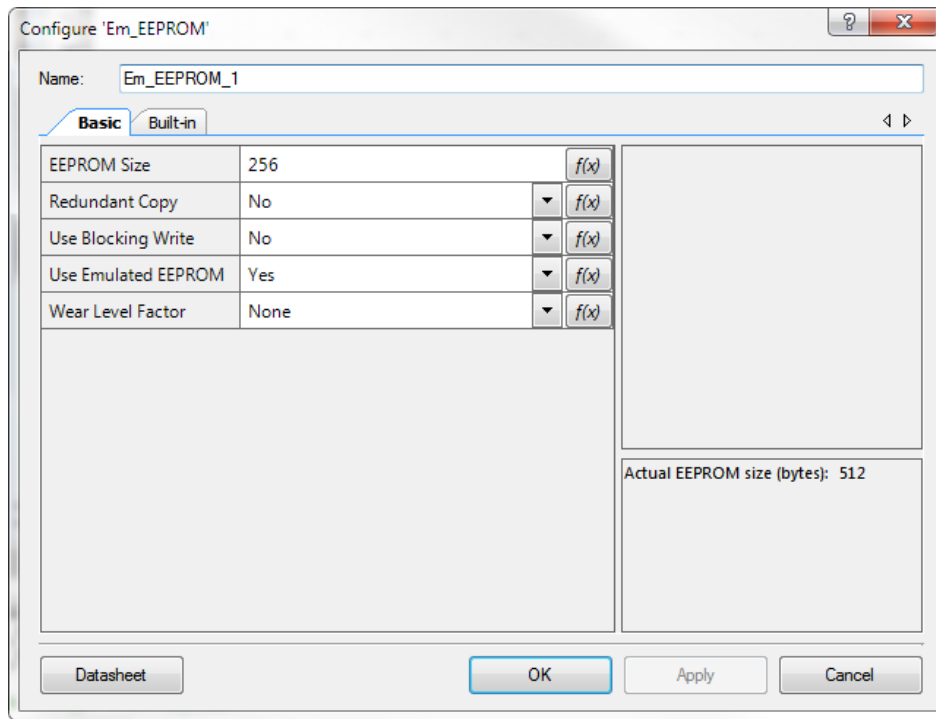 Configure 'Em_EEPROM'
?
X
Name: Em_EEPROM_1
Basic Built-in
EEPROM Size 256 f(x)
Redundant Copy No f(x)
Use Blocking Write No f(x)
Use Emulated EEPROM Yes f(x)
Wear Level Factor None f(x)
Actual EEPROM size (bytes): 512
Datasheet OK Apply Cancel